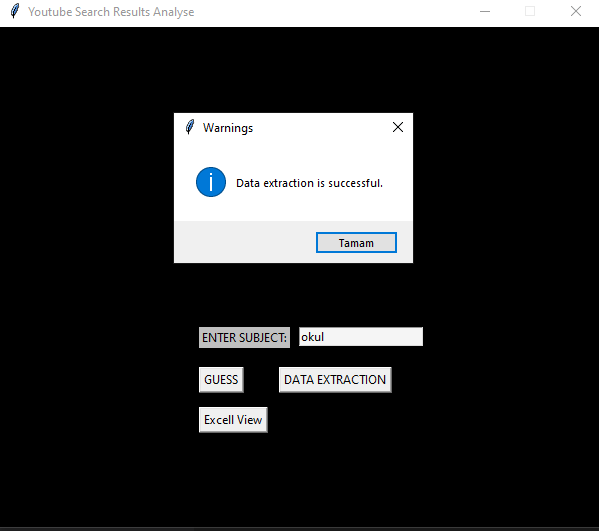 Youtube Search Results Analyse
Warnings
Data extraction is successful.
Tamam
ENTER SUBJECT: okul
GUESS DATA EXTRACTION
Excell View